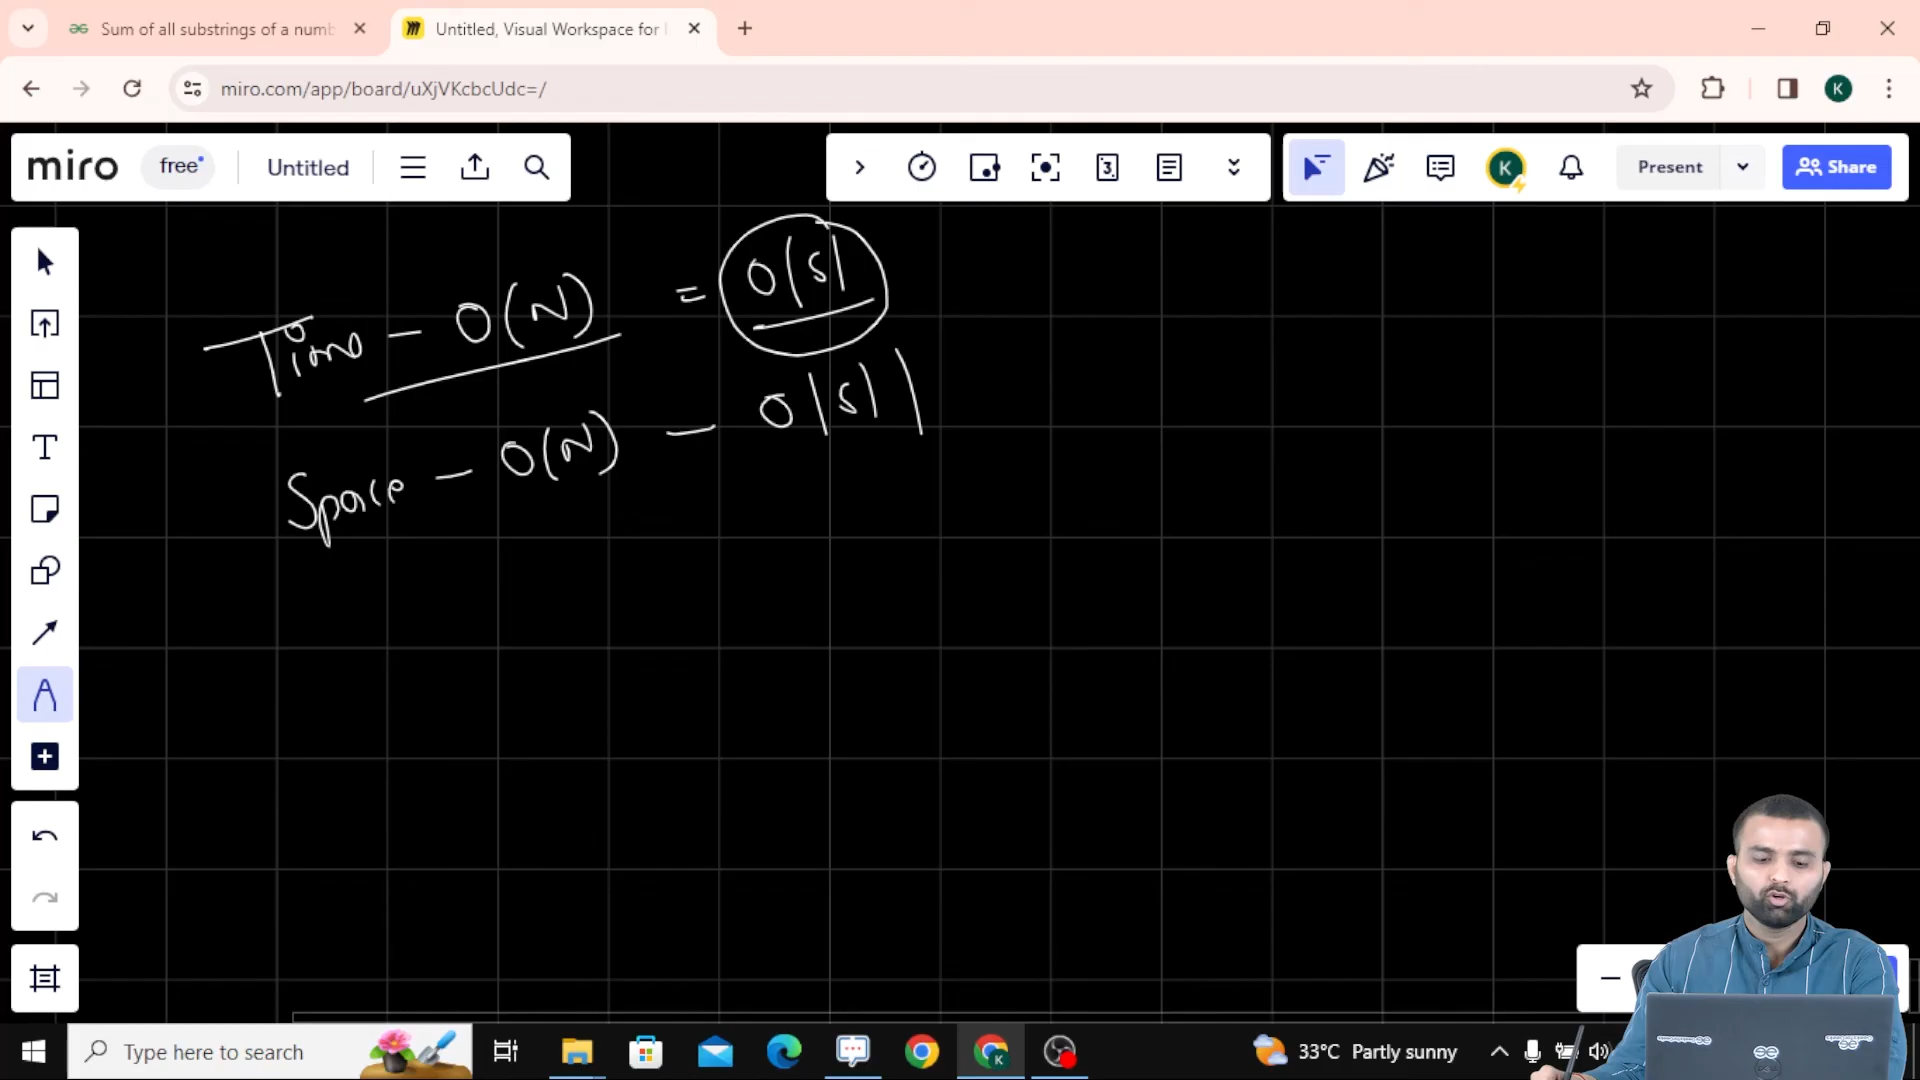 Sum of all substrings of a numb
Untitled, Visual Workspace for I
miro.com/app/board/uXjVKcbcUdc=/
K
miro
free
Untitled
3
K
Present
Share
Time - O(N) = O|S|
Space - O(N) - O|S| |
T
Type here to search
K
33°C Partly sunny